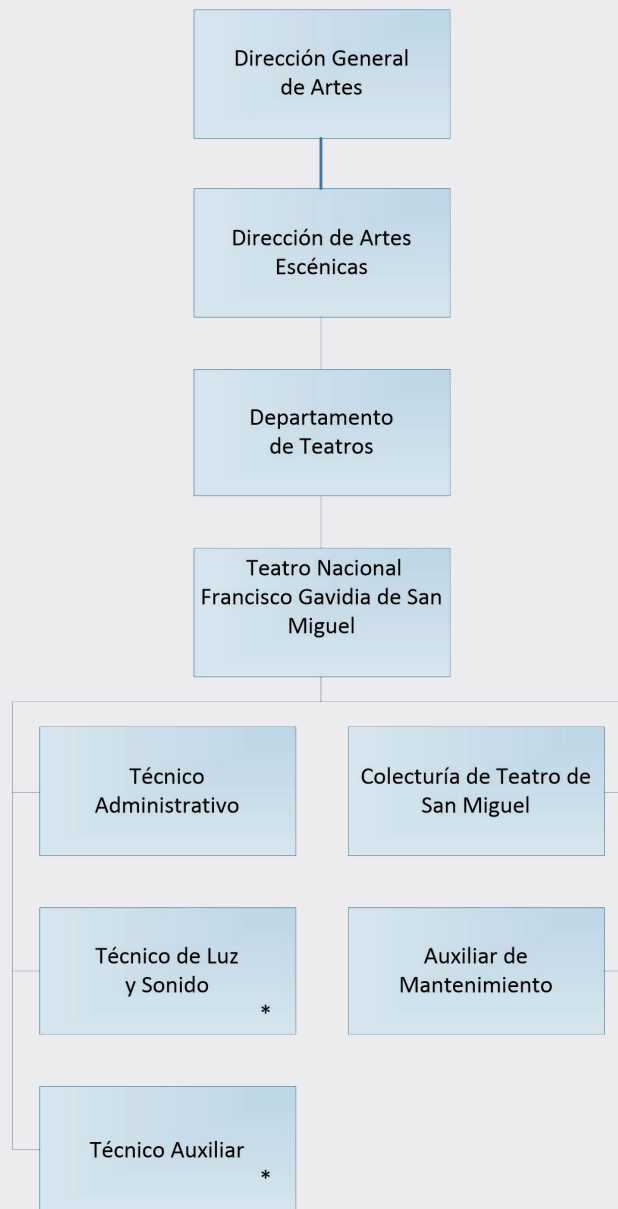 Dirección General
de Artes
Dirección de Artes
Escénicas
Departamento
de Teatros
Teatro Nacional
Francisco Gavidia de San
Miguel
Técnico
Administrativo
Colecturía de Teatro de
San Miguel
Técnico de Luz
y Sonido
*
Auxiliar de
Mantenimiento
Técnico Auxiliar
*